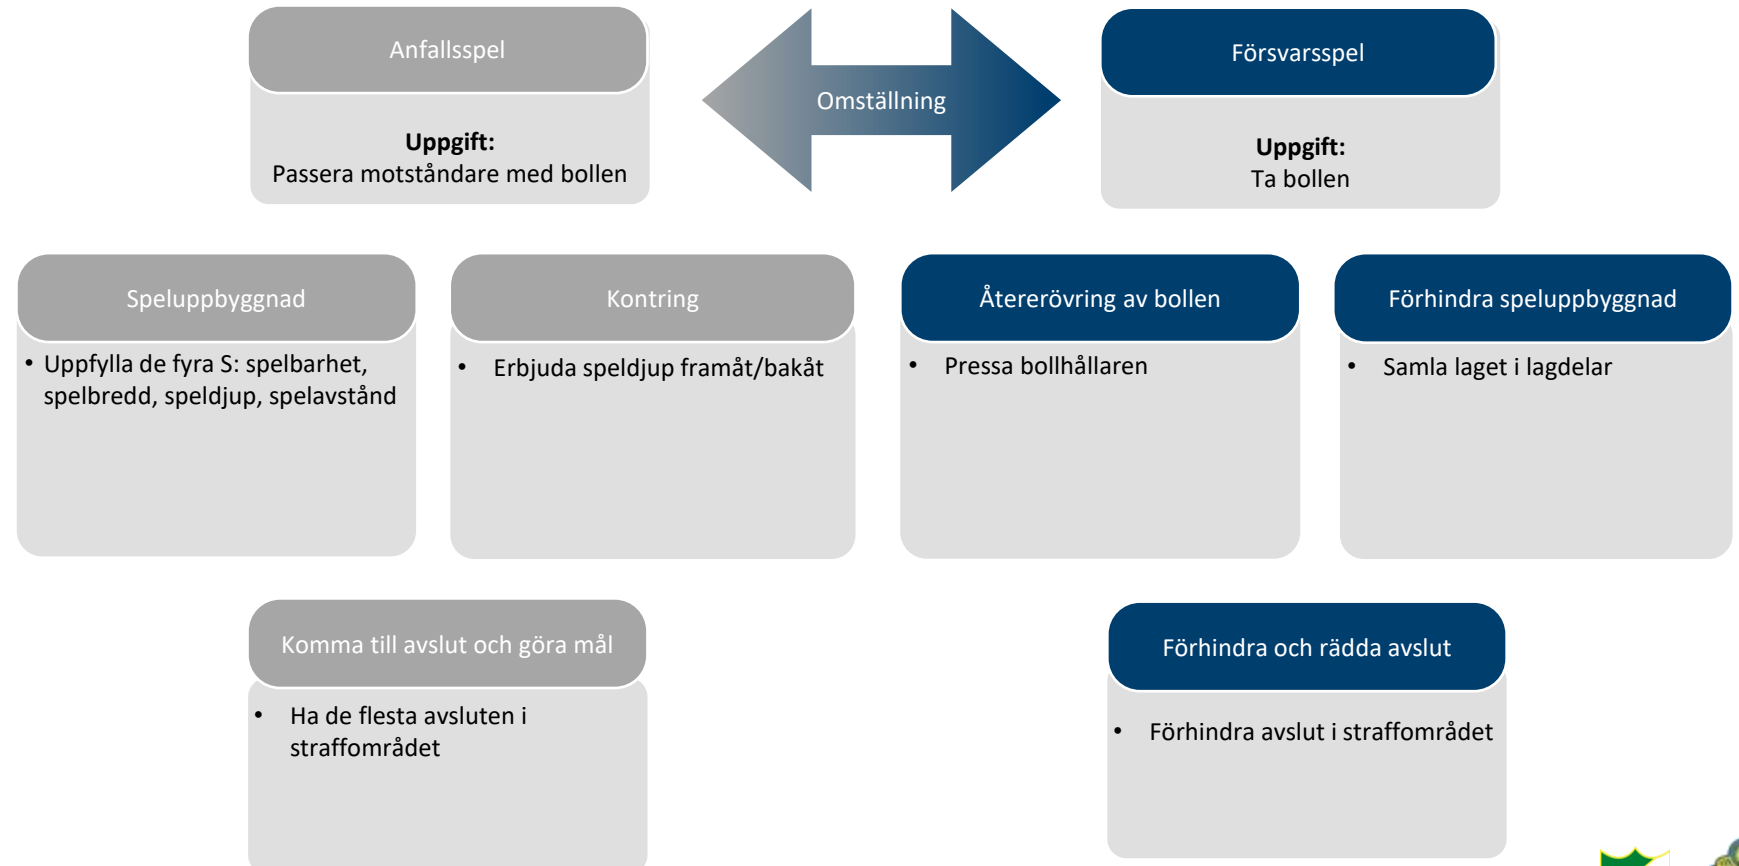 Anfallsspel
Uppgift:
Passera motståndare med bollen
Omställning
Försvarsspel
Uppgift:
Ta bollen
Speluppbyggnad
• Uppfylla de fyra S: spelbarhet,
spelbredd, speldjup, spelavstånd
Kontring
• Erbjuda speldjup framåt/bakåt
Återerövring av bollen
• Pressa bollhållaren
Förhindra speluppbyggnad
• Samla laget i lagdelar
Komma till avslut och göra mål
• Ha de flesta avsluten i
straffområdet
Förhindra och rädda avslut
• Förhindra avslut i straffområdet